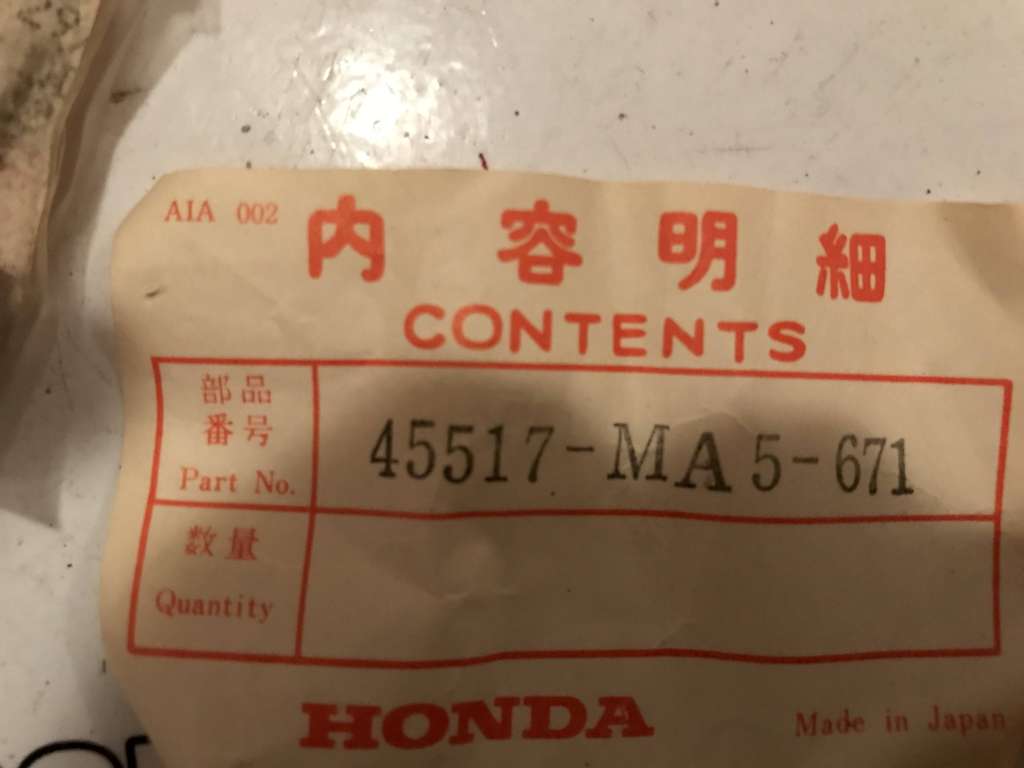 AIA 002
内容明細
CONTENTS
部品
番号
Part No.
45517-MA5-671
数量
Quantity
HONDA
Made in Japan